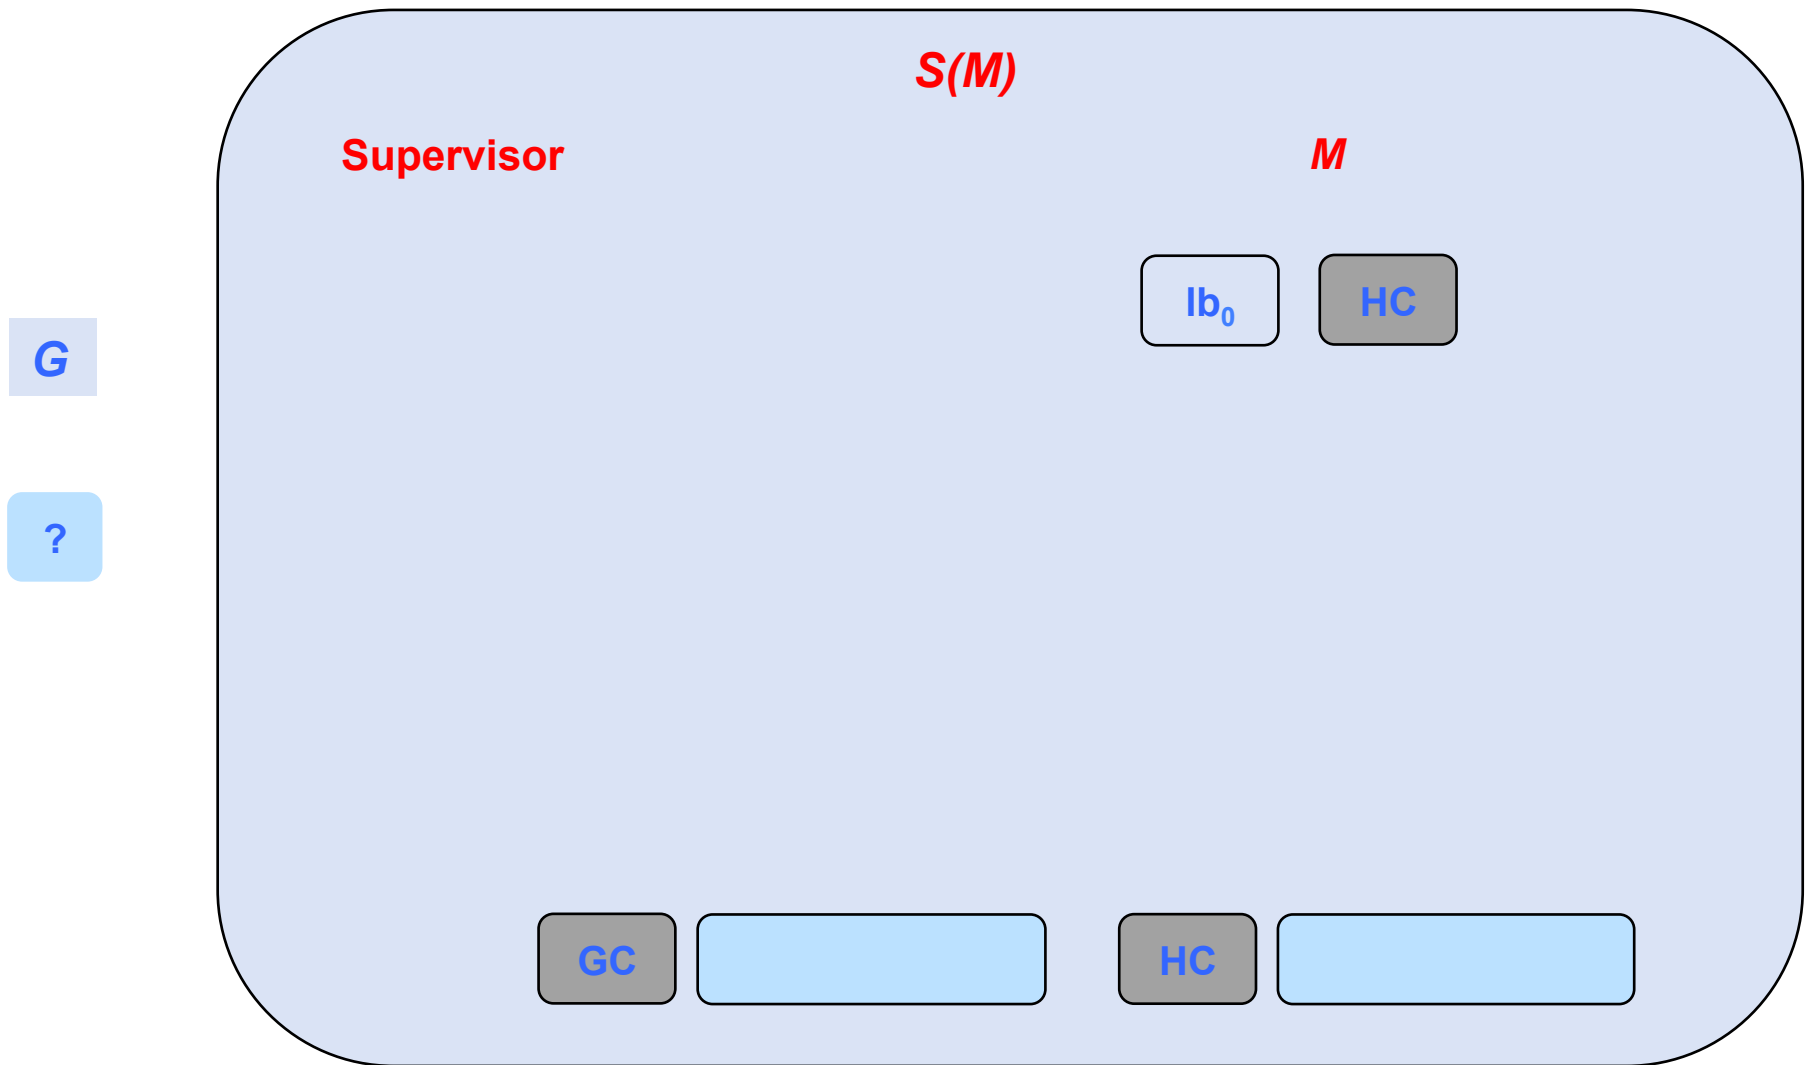 S(M)
Supervisor
M
Ib₀
HC
G
?
GC
HC